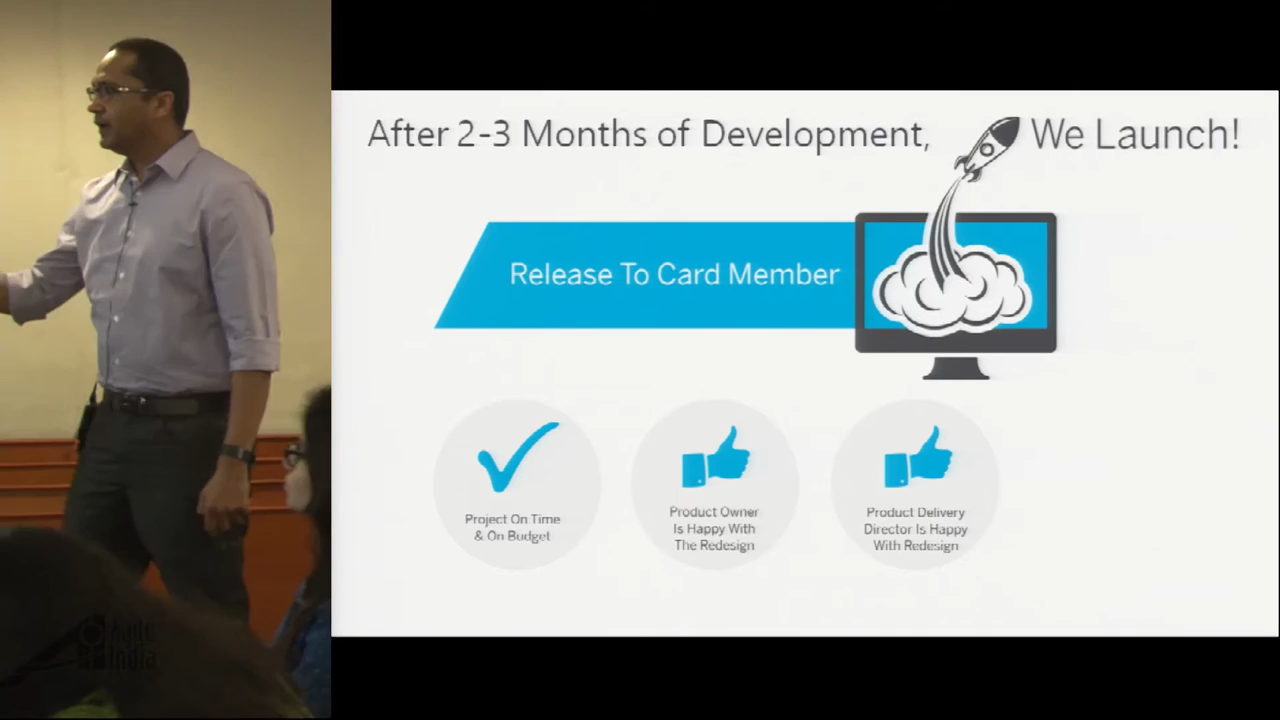 After 2-3 Months of Development, We Launch!
Release To Card Member
Project On Time
& On Budget
Product Owner
Is Happy With
The Redesign
Product Delivery
Director Is Happy
With Redesign
Agile
India